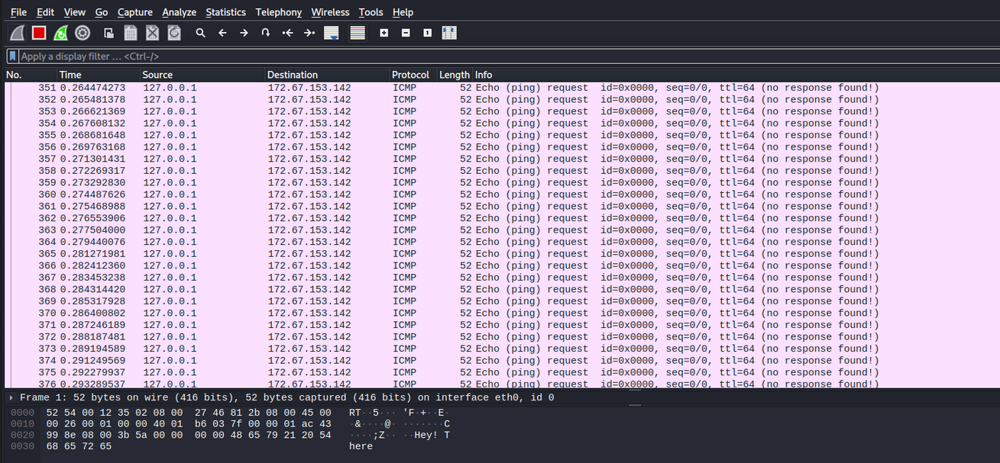 File Edit View Go Capture Analyze Statistics Telephony Wireless Tools Help
Apply a display filter ... <Ctrl-/>
No. Time Source Destination Protocol Length Info
351 0.264474273 127.0.0.1 172.67.153.142 ICMP 52 Echo (ping) request id=0x0000, seq=0/0, ttl=64 (no response found!)
352 0.265481378 127.0.0.1 172.67.153.142 ICMP 52 Echo (ping) request id=0x0000, seq=0/0, ttl=64 (no response found!)
353 0.266621369 127.0.0.1 172.67.153.142 ICMP 52 Echo (ping) request id=0x0000, seq=0/0, ttl=64 (no response found!)
354 0.267608132 127.0.0.1 172.67.153.142 ICMP 52 Echo (ping) request id=0x0000, seq=0/0, ttl=64 (no response found!)
355 0.268681648 127.0.0.1 172.67.153.142 ICMP 52 Echo (ping) request id=0x0000, seq=0/0, ttl=64 (no response found!)
356 0.269763168 127.0.0.1 172.67.153.142 ICMP 52 Echo (ping) request id=0x0000, seq=0/0, ttl=64 (no response found!)
357 0.271301431 127.0.0.1 172.67.153.142 ICMP 52 Echo (ping) request id=0x0000, seq=0/0, ttl=64 (no response found!)
358 0.272269317 127.0.0.1 172.67.153.142 ICMP 52 Echo (ping) request id=0x0000, seq=0/0, ttl=64 (no response found!)
359 0.273292830 127.0.0.1 172.67.153.142 ICMP 52 Echo (ping) request id=0x0000, seq=0/0, ttl=64 (no response found!)
360 0.274487626 127.0.0.1 172.67.153.142 ICMP 52 Echo (ping) request id=0x0000, seq=0/0, ttl=64 (no response found!)
361 0.275468988 127.0.0.1 172.67.153.142 ICMP 52 Echo (ping) request id=0x0000, seq=0/0, ttl=64 (no response found!)
362 0.276553906 127.0.0.1 172.67.153.142 ICMP 52 Echo (ping) request id=0x0000, seq=0/0, ttl=64 (no response found!)
363 0.277504000 127.0.0.1 172.67.153.142 ICMP 52 Echo (ping) request id=0x0000, seq=0/0, ttl=64 (no response found!)
364 0.279440076 127.0.0.1 172.67.153.142 ICMP 52 Echo (ping) request id=0x0000, seq=0/0, ttl=64 (no response found!)
365 0.281271981 127.0.0.1 172.67.153.142 ICMP 52 Echo (ping) request id=0x0000, seq=0/0, ttl=64 (no response found!)
366 0.282412360 127.0.0.1 172.67.153.142 ICMP 52 Echo (ping) request id=0x0000, seq=0/0, ttl=64 (no response found!)
367 0.283453238 127.0.0.1 172.67.153.142 ICMP 52 Echo (ping) request id=0x0000, seq=0/0, ttl=64 (no response found!)
368 0.284314420 127.0.0.1 172.67.153.142 ICMP 52 Echo (ping) request id=0x0000, seq=0/0, ttl=64 (no response found!)
369 0.285317928 127.0.0.1 172.67.153.142 ICMP 52 Echo (ping) request id=0x0000, seq=0/0, ttl=64 (no response found!)
370 0.286400802 127.0.0.1 172.67.153.142 ICMP 52 Echo (ping) request id=0x0000, seq=0/0, ttl=64 (no response found!)
371 0.287246189 127.0.0.1 172.67.153.142 ICMP 52 Echo (ping) request id=0x0000, seq=0/0, ttl=64 (no response found!)
372 0.288187481 127.0.0.1 172.67.153.142 ICMP 52 Echo (ping) request id=0x0000, seq=0/0, ttl=64 (no response found!)
373 0.289194589 127.0.0.1 172.67.153.142 ICMP 52 Echo (ping) request id=0x0000, seq=0/0, ttl=64 (no response found!)
374 0.291249569 127.0.0.1 172.67.153.142 ICMP 52 Echo (ping) request id=0x0000, seq=0/0, ttl=64 (no response found!)
375 0.292279937 127.0.0.1 172.67.153.142 ICMP 52 Echo (ping) request id=0x0000, seq=0/0, ttl=64 (no response found!)
376 0.293289537 127.0.0.1 172.67.153.142 ICMP 52 Echo (ping) request id=0x0000, seq=0/0, ttl=64 (no response found!)
Frame 1: 52 bytes on wire (416 bits), 52 bytes captured (416 bits) on interface eth0, id 0
0000 52 54 00 12 35 02 08 00 27 46 81 2b 08 00 45 00 RT··5··· 'F·+··E·
0010 00 26 00 01 00 00 40 01 b6 03 7f 00 00 01 ac 43 ·&····@· ·······C
0020 99 8e 08 00 3b 5a 00 00 00 00 48 65 79 21 20 54 ····;Z·· ··Hey! T
0030 68 65 72 65 here